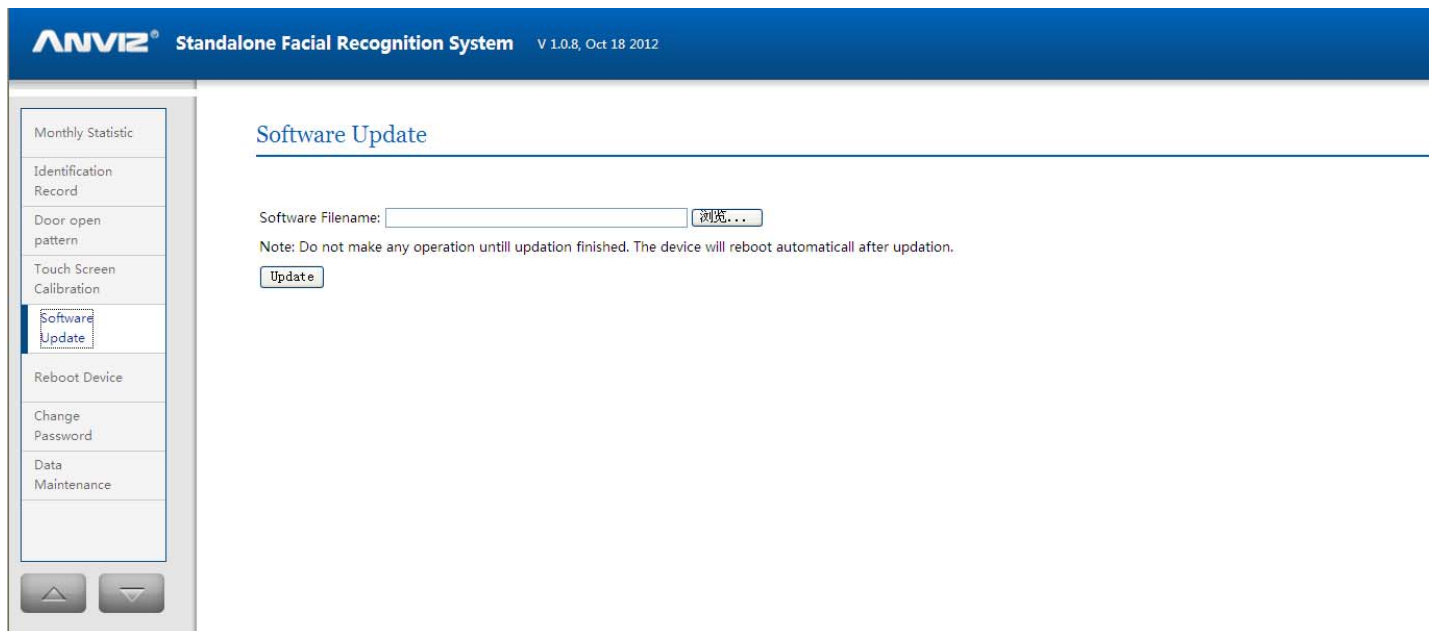 ANVIZ® Standalone Facial Recognition System V 1.0.8, Oct 18 2012
Monthly Statistic
Identification
Record
Door open
pattern
Touch Screen
Calibration
Software
Update
Reboot Device
Change
Password
Data
Maintenance
Software Update
Software Filename: 浏览...
Note: Do not make any operation untill updation finished. The device will reboot automaticall after updation.
Update